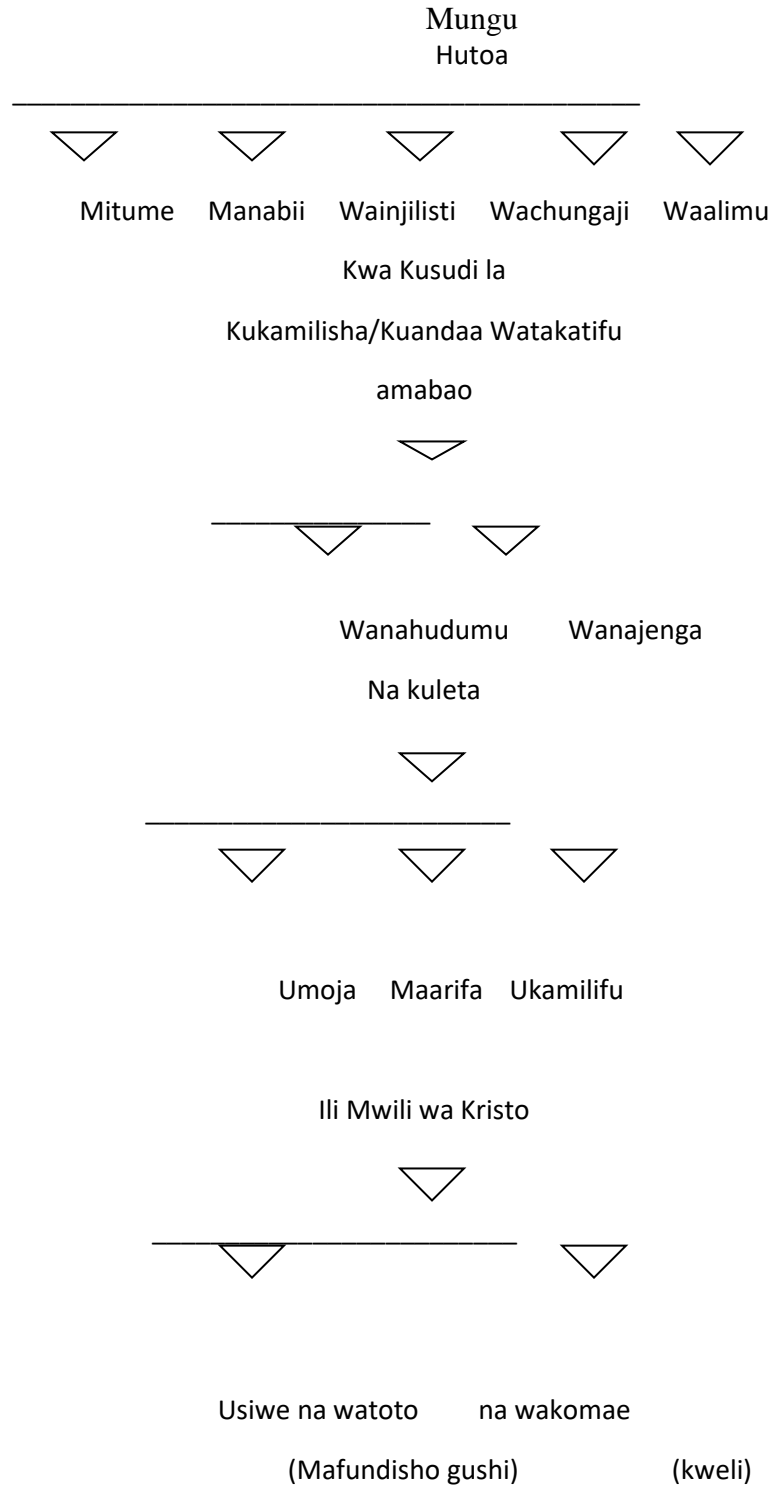 Mungu
Hutoa
Mitume Manabii Wainjilisti Wachungaji Waalimu
Kwa Kusudi la
Kukamilisha/Kuandaa Watakatifu
amabao
Wanahudumu Wanajenga
Na kuleta
Umoja Maarifa Ukamilifu
Ili Mwili wa Kristo
Usiwe na watoto na wakomae
(Mafundisho gushi) (kweli)